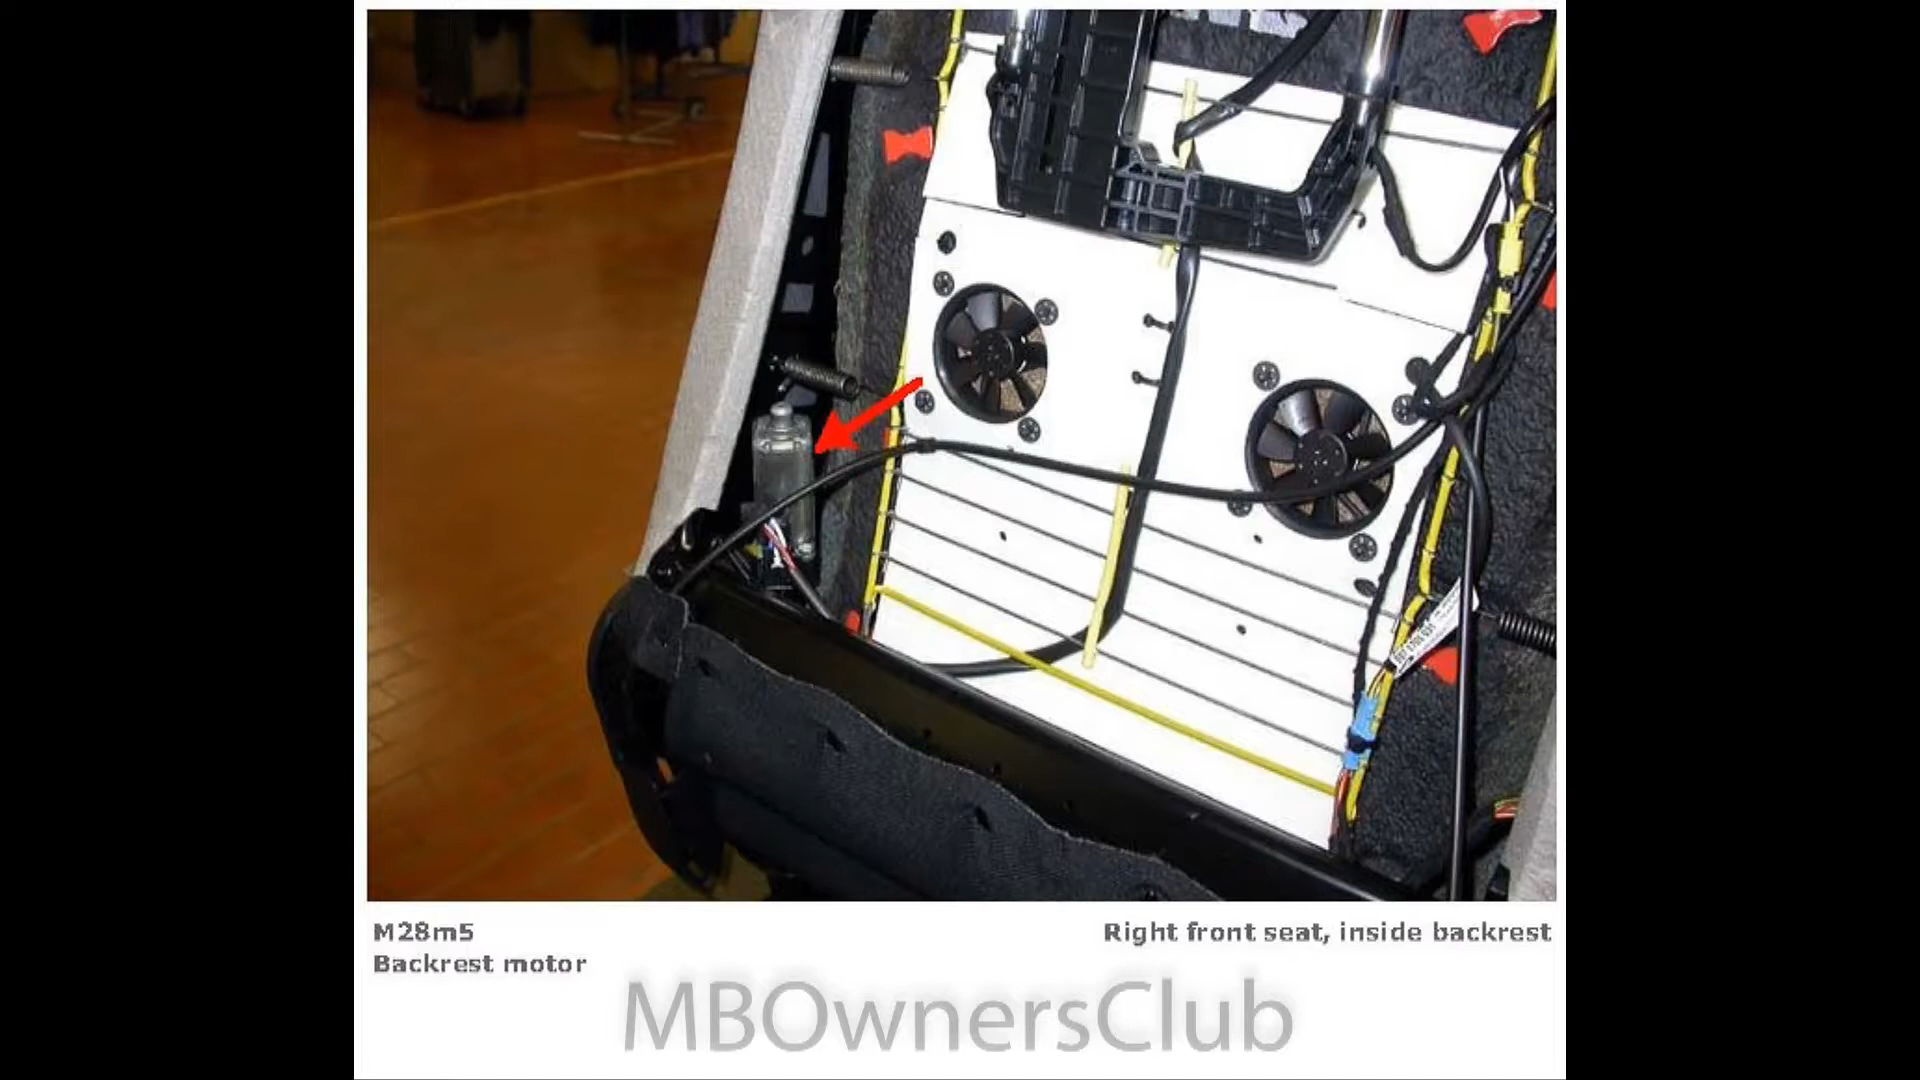 M28m5
Backrest motor
Right front seat, inside backrest
MBOwnersClub